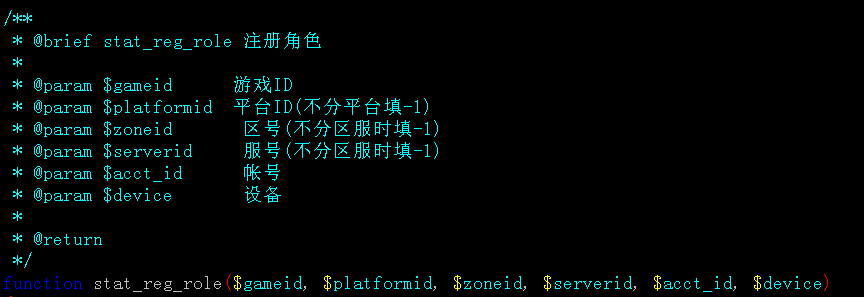 /**
 * @brief stat_reg_role 注册角色
 *
 * @param $gameid      游戏ID
 * @param $platformid  平台ID(不分平台填-1)
 * @param $zoneid       区号(不分区服时填-1)
 * @param $serverid     服号(不分区服时填-1)
 * @param $acct_id      帐号
 * @param $device       设备
 *
 * @return
 */
function stat_reg_role($gameid, $platformid, $zoneid, $serverid, $acct_id, $device)